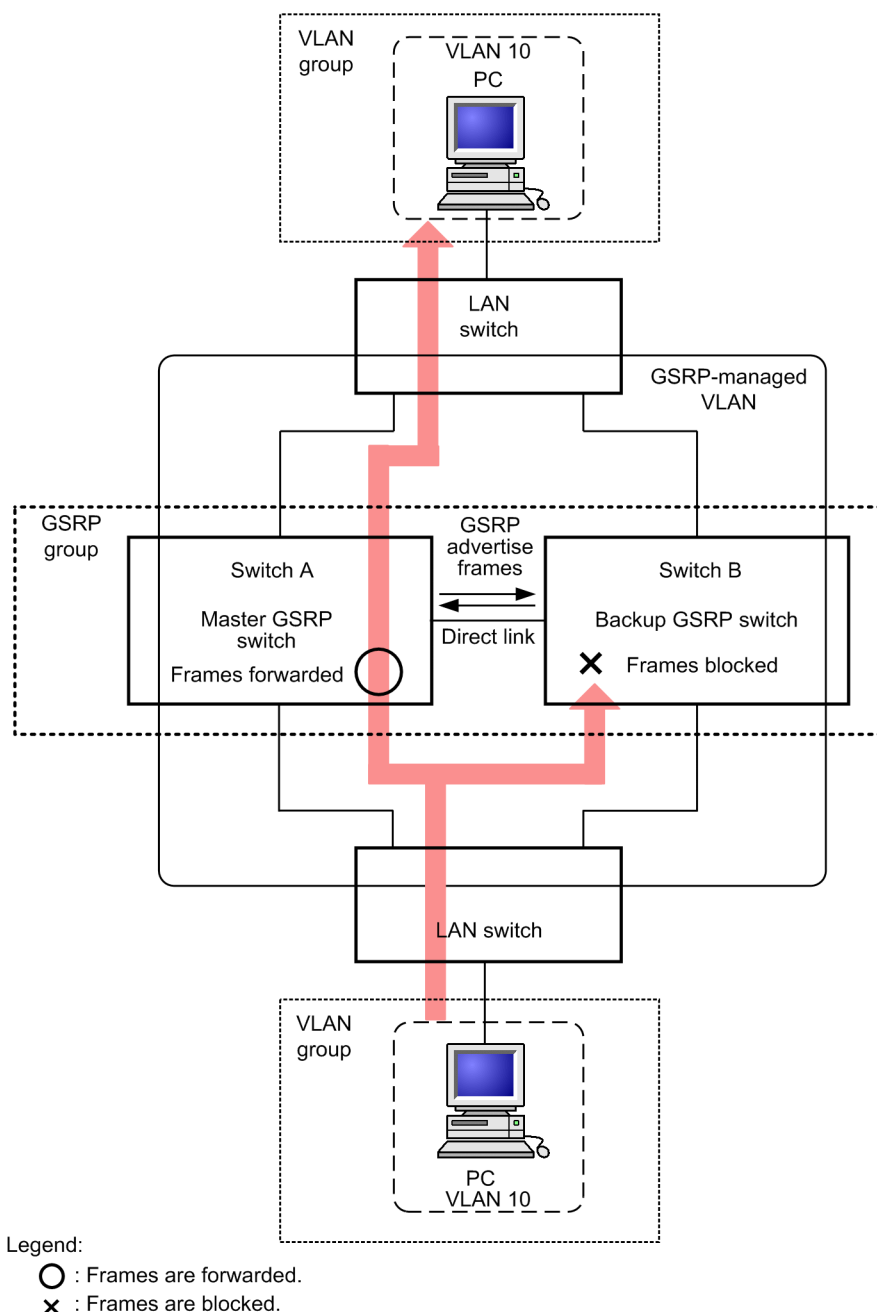 VLAN
group
VLAN 10
PC
LAN
switch
GSRP-managed
VLAN
GSRP
group
GSRP
advertise
frames
Switch A
Master GSRP
switch
Frames forwarded
Direct link
Switch B
Backup GSRP switch
Frames blocked
LAN switch
VLAN
group
PC
VLAN 10
Legend:
: Frames are forwarded.
: Frames are blocked.